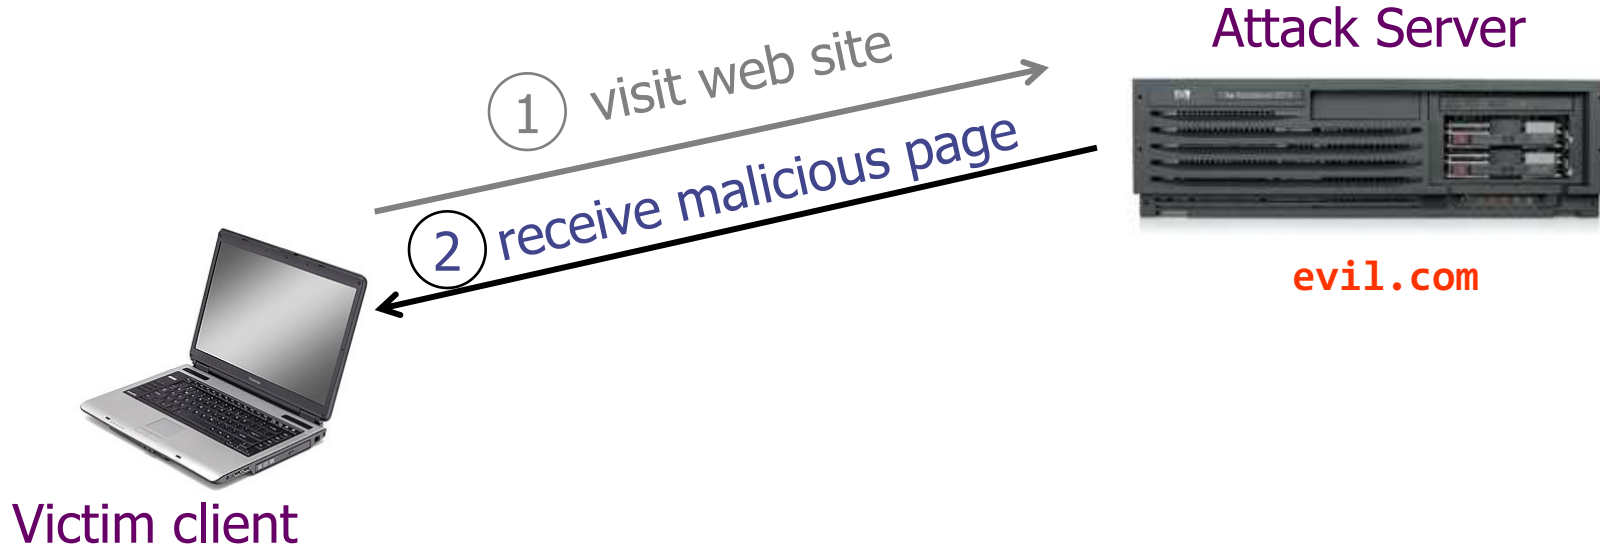 Attack Server
1 visit web site
2 receive malicious page
evil.com
Victim client